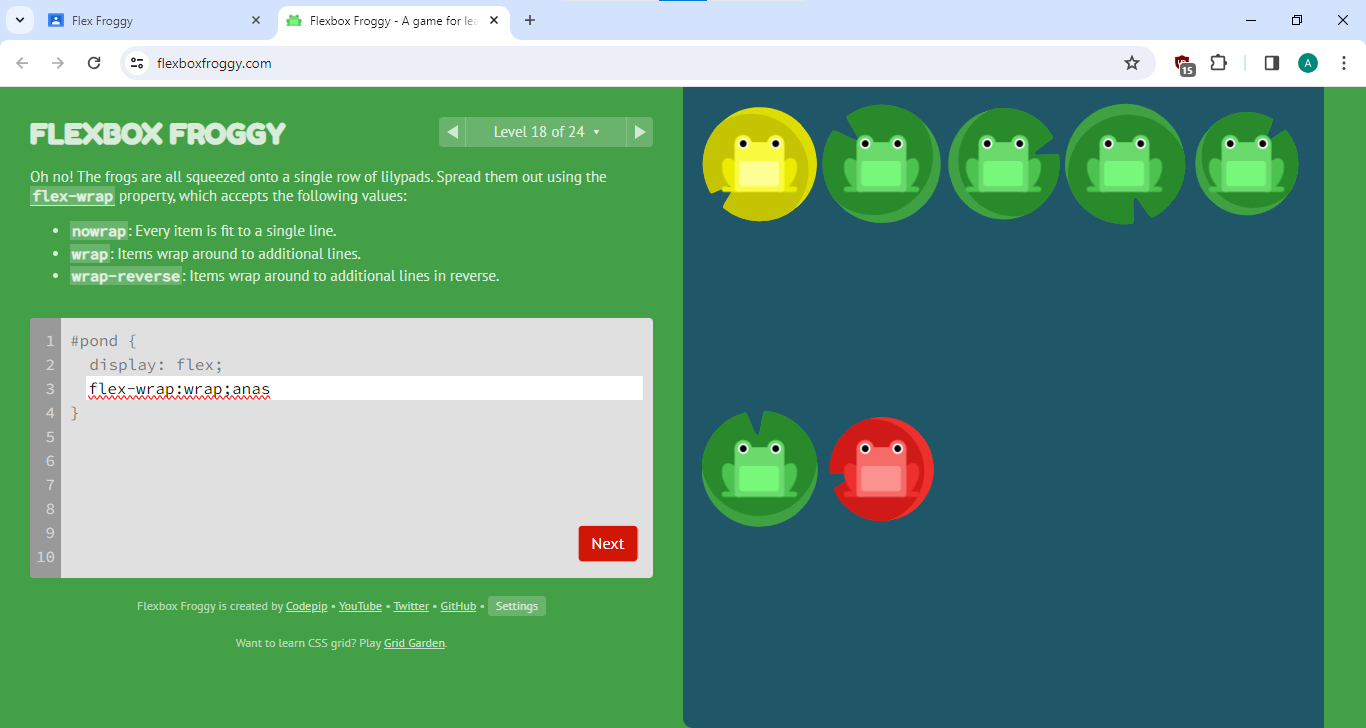 Flex Froggy
Flexbox Froggy - A game for lea
flexboxfroggy.com
15
A
FLEXBOX FROGGY
Level 18 of 24
Oh no! The frogs are all squeezed onto a single row of lilypads. Spread them out using the
flex-wrap property, which accepts the following values:
• nowrap: Every item is fit to a single line.
• wrap: Items wrap around to additional lines.
• wrap-reverse: Items wrap around to additional lines in reverse.
1 #pond {
2 display: flex;
3 flex-wrap:wrap;anas
4 }
5
6
7
8
9
10
Next
Flexbox Froggy is created by Codepip • YouTube • Twitter • GitHub • Settings
Want to learn CSS grid? Play Grid Garden.